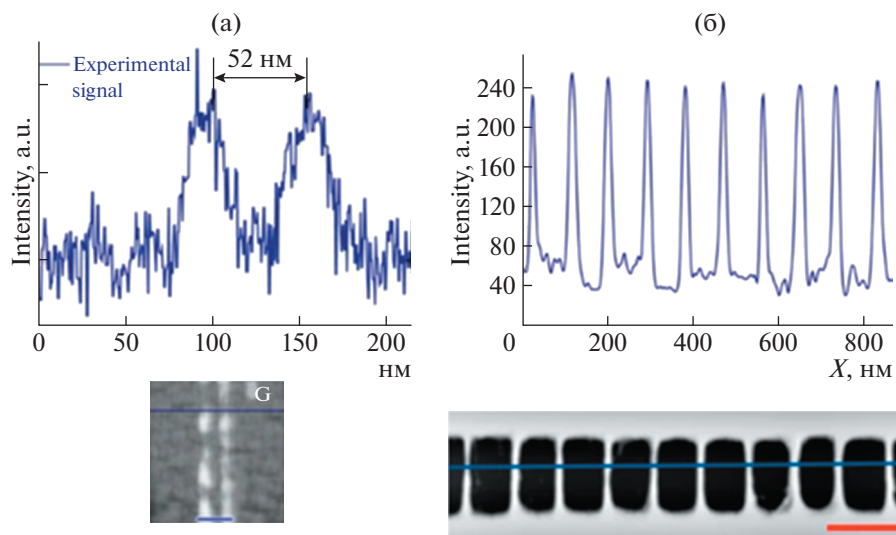 (а)
52 нм
Experimental
signal
Intensity, a.u.
0
50
100
150
200
нм
G
(б)
240
200
160
120
80
40
0
Intensity, a.u.
200
400
600
800
X, нм